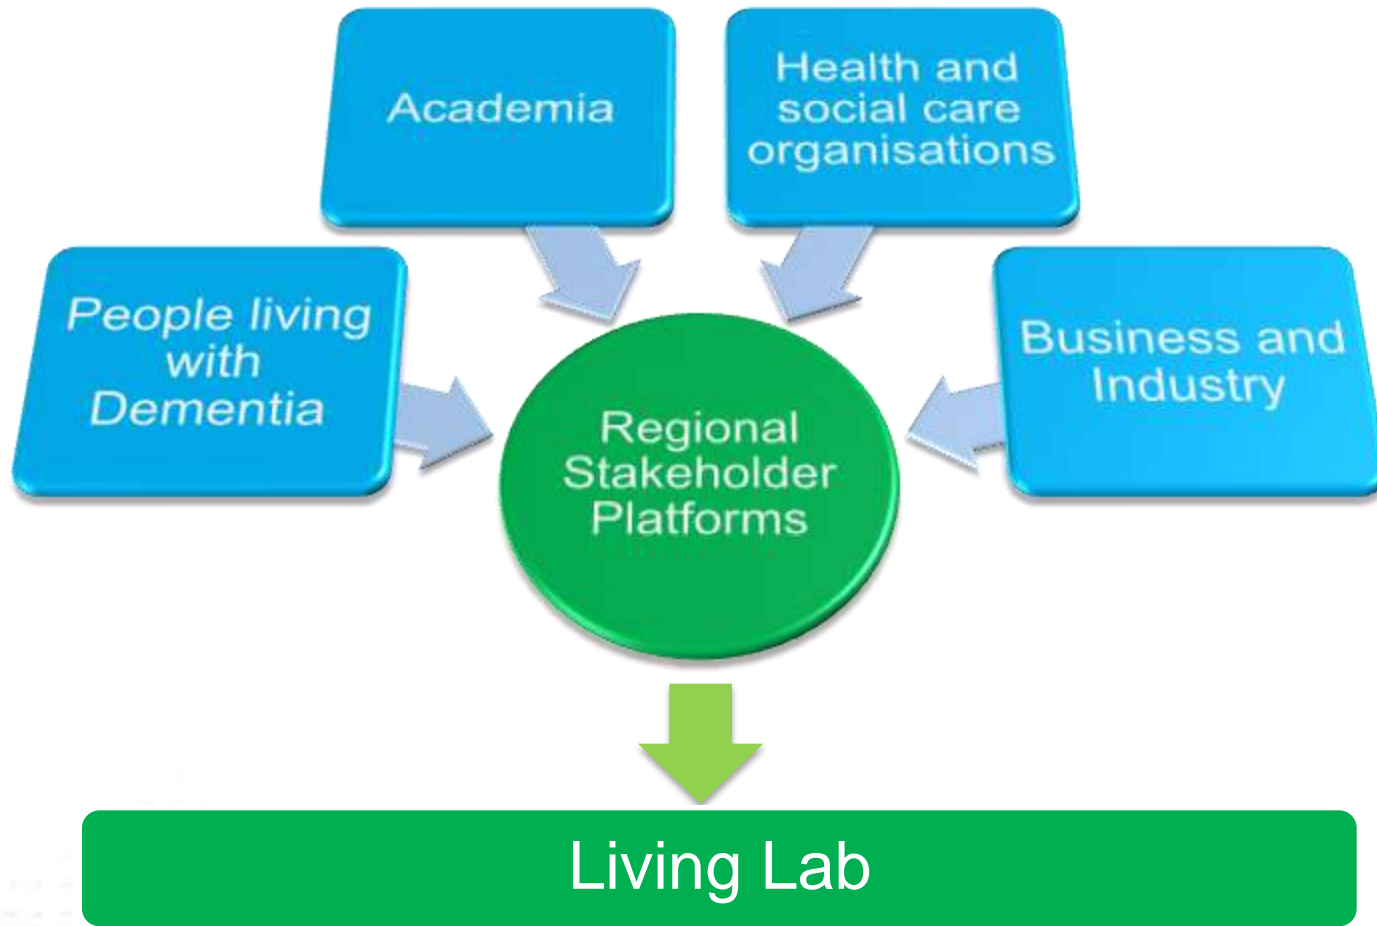 Academia
Health and
social care
organisations
People living
with
Dementia
Business and
Industry
Regional
Stakeholder
Platforms
Living Lab